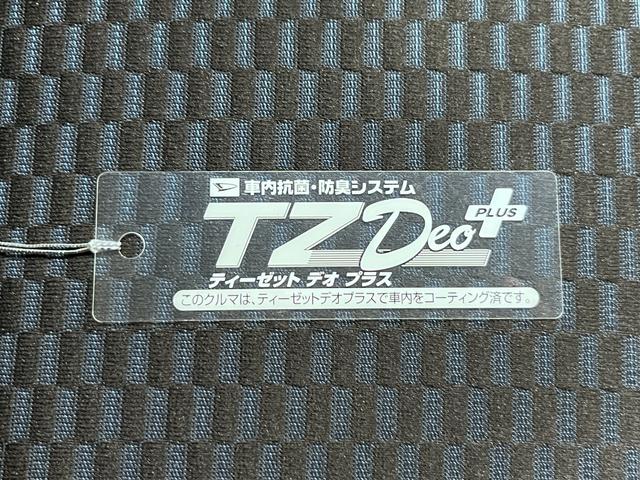 車内抗菌・防臭システム
TZ Deo PLUS
ティーゼット デオ プラス
このクルマは、ティーゼットデオプラスで車内をコーティング済です。